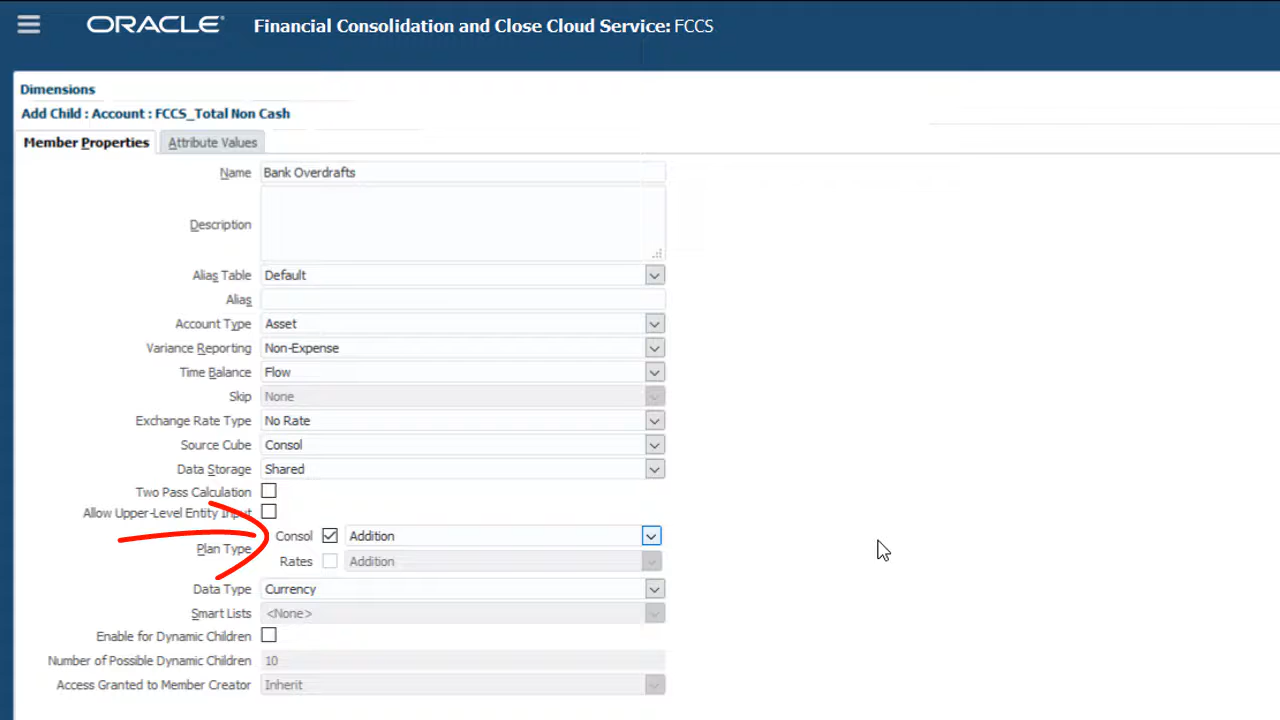 ORACLE® Financial Consolidation and Close Cloud Service: FCCS
Dimensions
Add Child : Account : FCCS_Total Non Cash
Member Properties Attribute Values
Name Bank Overdrafts
Description
Alias Table Default
Alias
Account Type Asset
Variance Reporting Non-Expense
Time Balance Flow
Skip None
Exchange Rate Type No Rate
Source Cube Consol
Data Storage Shared
Two Pass Calculation
Allow Upper-Level Entity Input
Plan Type
Consol Addition
Rates Addition
Data Type Currency
Smart Lists <None>
Enable for Dynamic Children
Number of Possible Dynamic Children 10
Access Granted to Member Creator Inherit